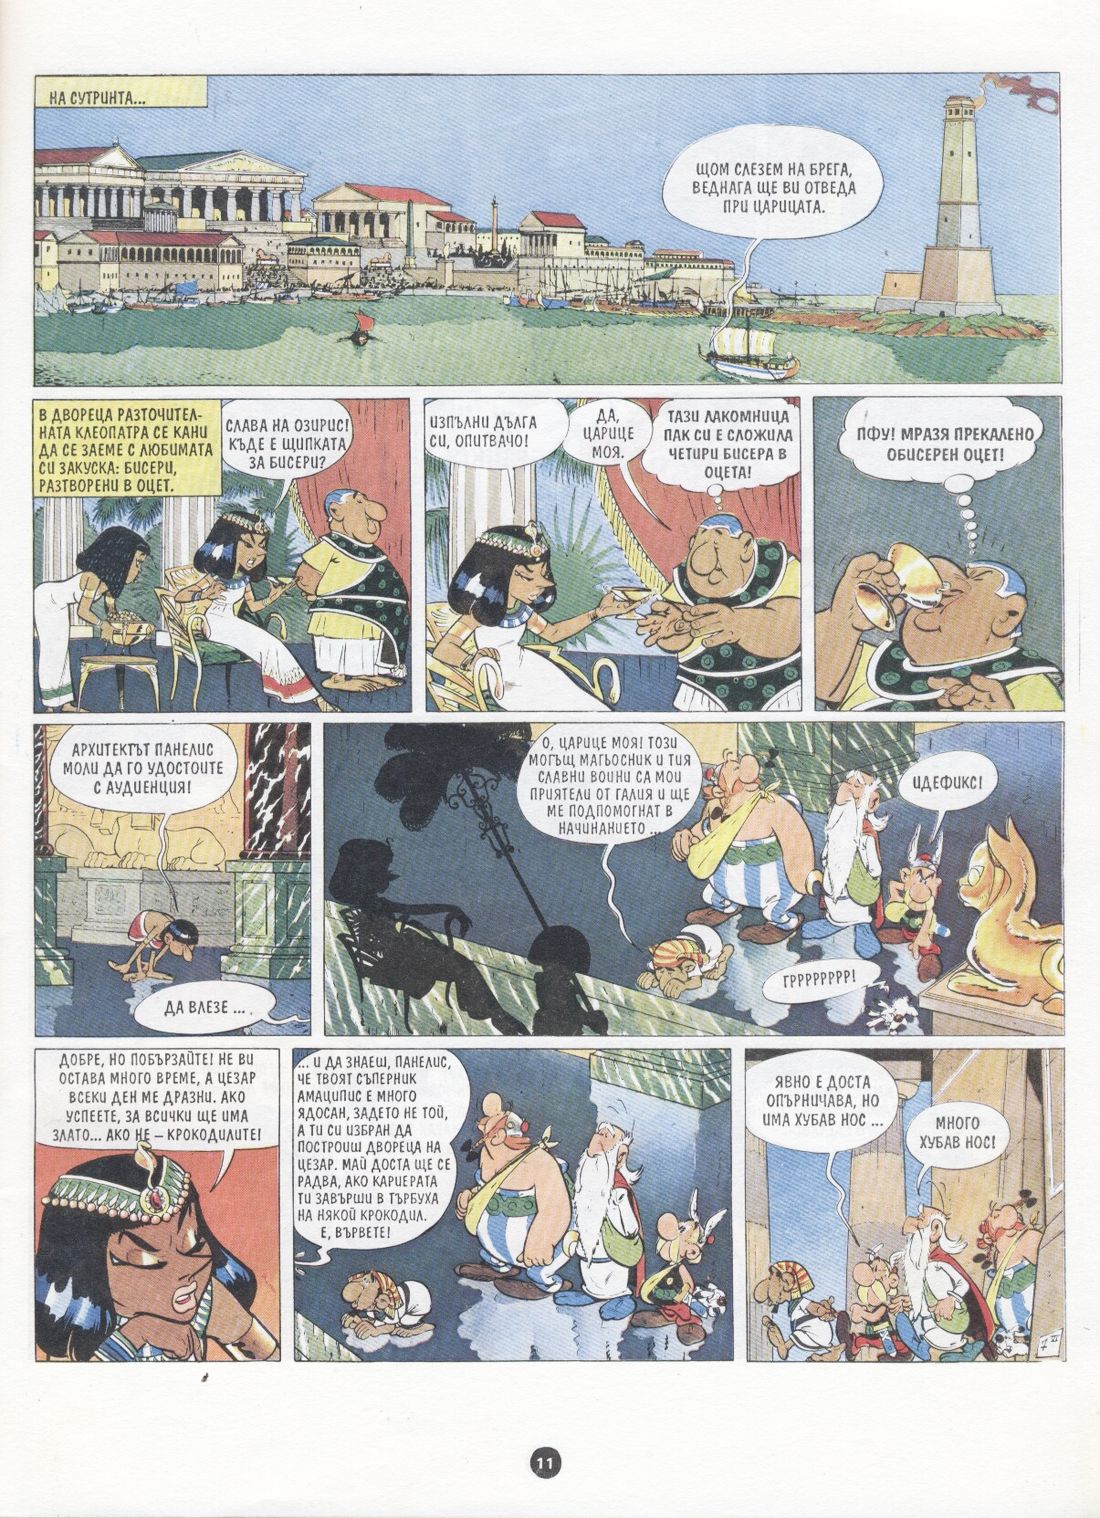 НА СУТРИНТА...
ЩОМ СЛЕЗЕМ НА БРЕГА,
ВЕДНАГА ЩЕ ВИ ОТВЕДА
ПРИ ЦАРИЦАТА.
В ДВОРЕЦА РАЗТОЧИТЕЛ-
НАТА КЛЕОПАТРА СЕ КАНИ
ДА СЕ ЗАЕМЕ С ЛЮБИМАТА
СИ ЗАКУСКА: БИСЕРИ,
РАЗТВОРЕНИ В ОЦЕТ.
СЛАВА НА ОЗИРИС!
КЪДЕ Е ЩИПКАТА
ЗА БИСЕРИ?
ИЗПЪЛНИ ДЪЛГА
СИ, ОПИТВАЧО!
ДА,
ЦАРИЦЕ
МОЯ.
ТАЗИ ЛАКОМНИЦА
ПАК СИ Е СЛОЖИЛА
ЧЕТИРИ БИСЕРА В
ОЦЕТА!
ПФУ! МРАЗЯ ПРЕКАЛЕНО
ОБИСЕРЕН ОЦЕТ!
АРХИТЕКТЪТ ПАНЕЛИС
МОЛИ ДА ГО УДОСТОИТЕ
С АУДИЕНЦИЯ!
ДА ВЛЕЗЕ ...
О, ЦАРИЦЕ МОЯ! ТОЗИ
МОГЪЩ МАГЬОСНИК И ТИЯ
СЛАВНИ ВОИНИ СА МОИ
ПРИЯТЕЛИ ОТ ГАЛИЯ И ЩЕ
МЕ ПОДПОМОГНАТ В
НАЧИНАНИЕТО ...
ИДЕФИКС!
ГРРРРРРРР!
ДОБРЕ, НО ПОБЪРЗАЙТЕ! НЕ ВИ
ОСТАВА МНОГО ВРЕМЕ, А ЦЕЗАР
ВСЕКИ ДЕН МЕ ДРАЗНИ. АКО
УСПЕЕТЕ, ЗА ВСИЧКИ ЩЕ ИМА
ЗЛАТО... АКО НЕ – КРОКОДИЛИТЕ!
... И ДА ЗНАЕШ, ПАНЕЛИС,
ЧЕ ТВОЯТ СЪПЕРНИК
АМАЦИПИС Е МНОГО
ЯДОСАН, ЗАДЕТО НЕ ТОЙ,
А ТИ СИ ИЗБРАН ДА
ПОСТРОИШ ДВОРЕЦА НА
ЦЕЗАР. МАЙ ДОСТА ЩЕ СЕ
РАДВА, АКО КАРИЕРАТА
ТИ ЗАВЪРШИ В ТЪРБУХА
НА НЯКОЙ КРОКОДИЛ.
Е, ВЪРВЕТЕ!
ЯВНО Е ДОСТА
ОПЪРНИЧАВА, НО
ИМА ХУБАВ НОС ...
МНОГО
ХУБАВ НОС!
7 VI
11